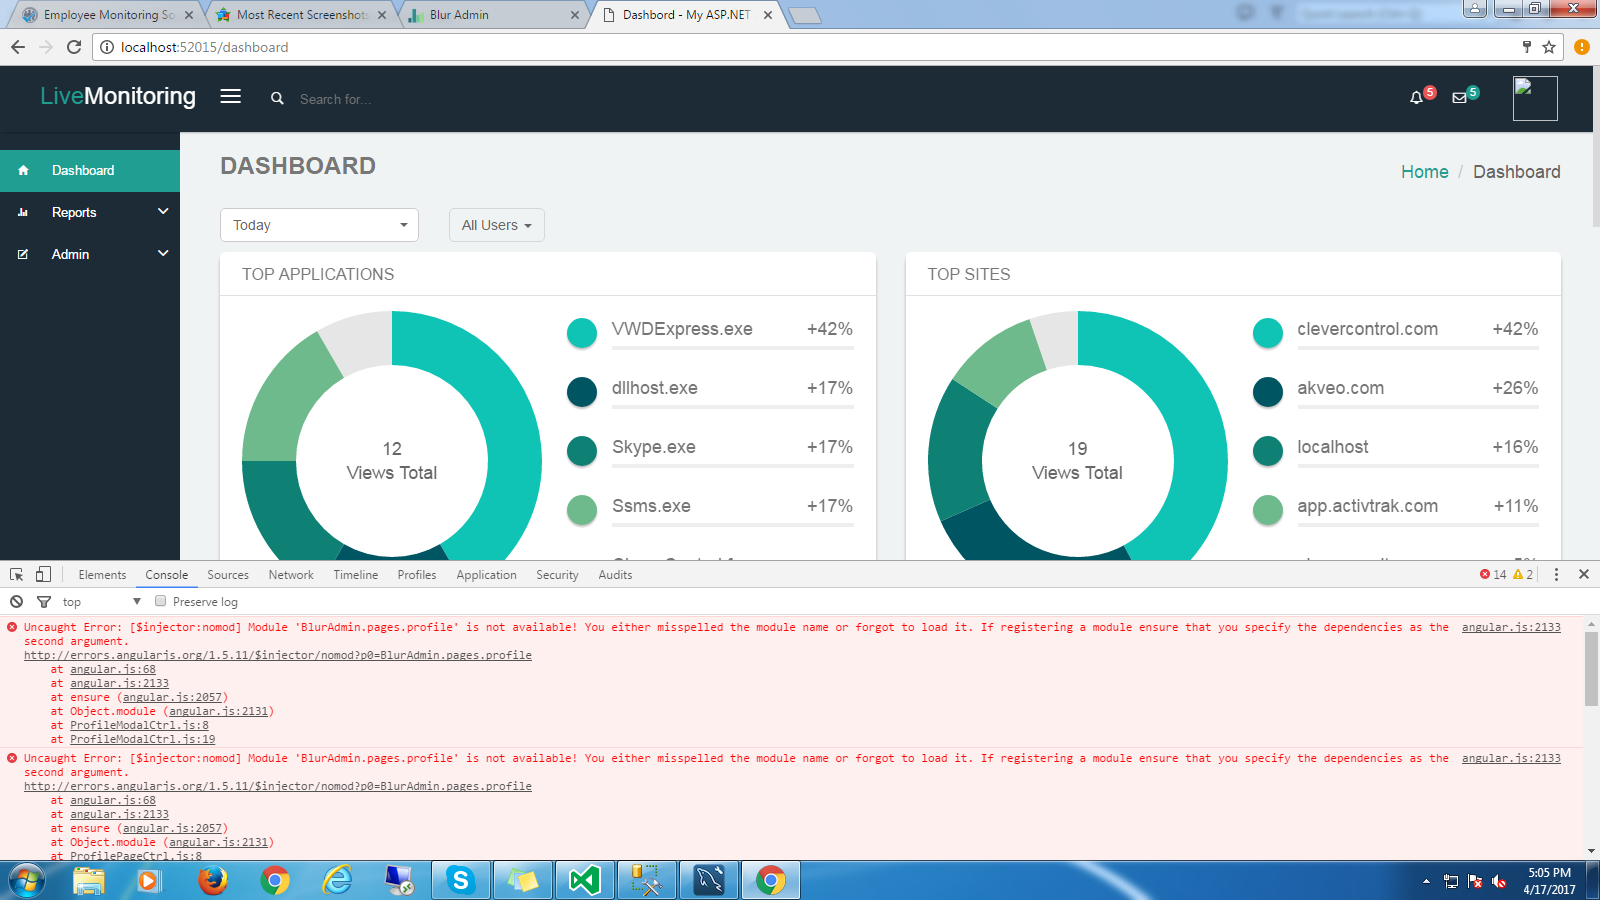 Employee Monitoring So
Most Recent Screenshots
Blur Admin
Dashbord - My ASP.NET
localhost:52015/dashboard
LiveMonitoring
Search for...
5
5
Dashboard
Reports
Admin
DASHBOARD
Home / Dashboard
Today
All Users
TOP APPLICATIONS
12
Views Total
VWDExpress.exe +42%
dllhost.exe +17%
Skype.exe +17%
Ssms.exe +17%
TOP SITES
19
Views Total
clevercontrol.com +42%
akveo.com +26%
localhost +16%
app.activtrak.com +11%
Elements Console Sources Network Timeline Profiles Application Security Audits
14 2
top Preserve log
Uncaught Error: [$injector:nomod] Module 'BlurAdmin.pages.profile' is not available! You either misspelled the module name or forgot to load it. If registering a module ensure that you specify the dependencies as the angular.js:2133
second argument.
http://errors.angularjs.org/1.5.11/$injector/nomod?p0=BlurAdmin.pages.profile
at angular.js:68
at angular.js:2133
at ensure (angular.js:2057)
at Object.module (angular.js:2131)
at ProfileModalCtrl.js:8
at ProfileModalCtrl.js:19
Uncaught Error: [$injector:nomod] Module 'BlurAdmin.pages.profile' is not available! You either misspelled the module name or forgot to load it. If registering a module ensure that you specify the dependencies as the angular.js:2133
second argument.
http://errors.angularjs.org/1.5.11/$injector/nomod?p0=BlurAdmin.pages.profile
at angular.js:68
at angular.js:2133
at ensure (angular.js:2057)
at Object.module (angular.js:2131)
at ProfilePageCtrl.js:8
5:05 PM
4/17/2017